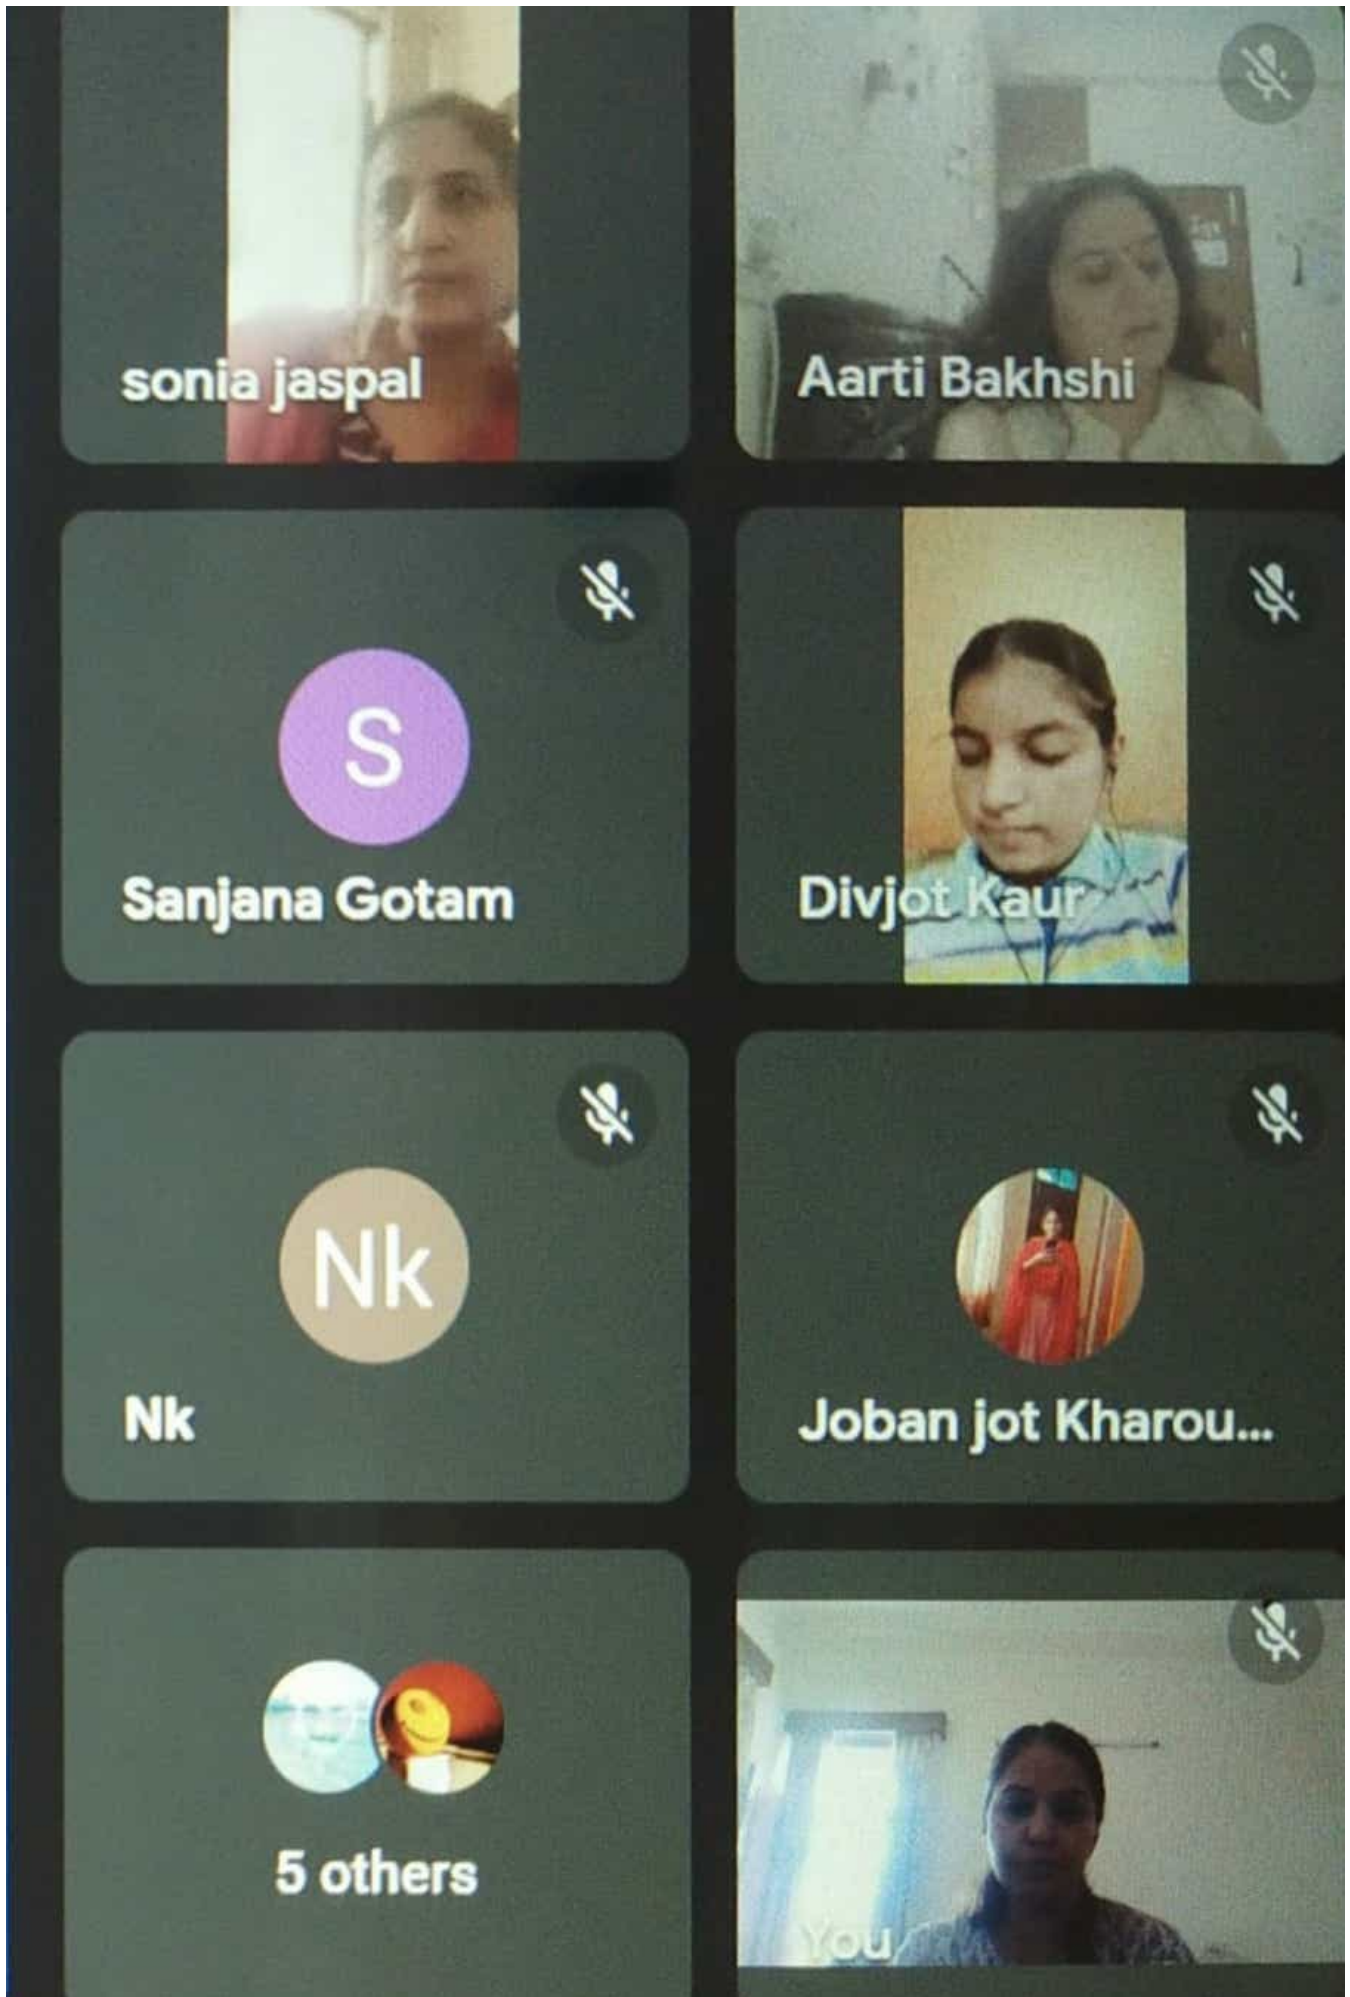 sonia jaspal
Aarti Bakhshi
S
Sanjana Gotam
Divjot Kaur
Nk
Nk
Joban jot Kharou...
5 others
You